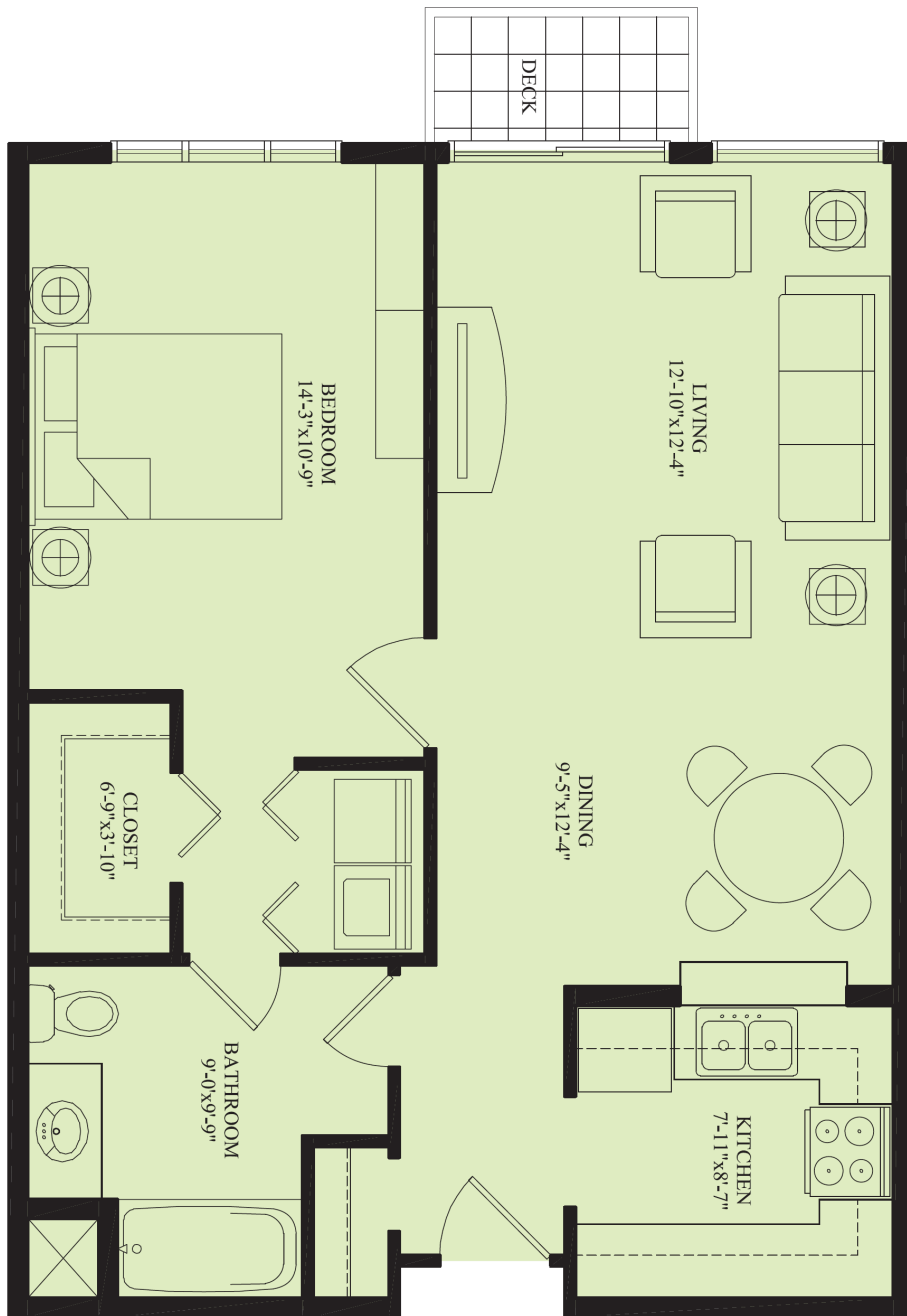 DECK
LIVING
12'-10"x12'-4"
BEDROOM
14'-3"x10'-9"
DINING
9'-5"x12'-4"
CLOSET
6'-9"x3'-10"
BATHROOM
9'-0'x9'-9"
KITCHEN
7'-11"x8'-7"